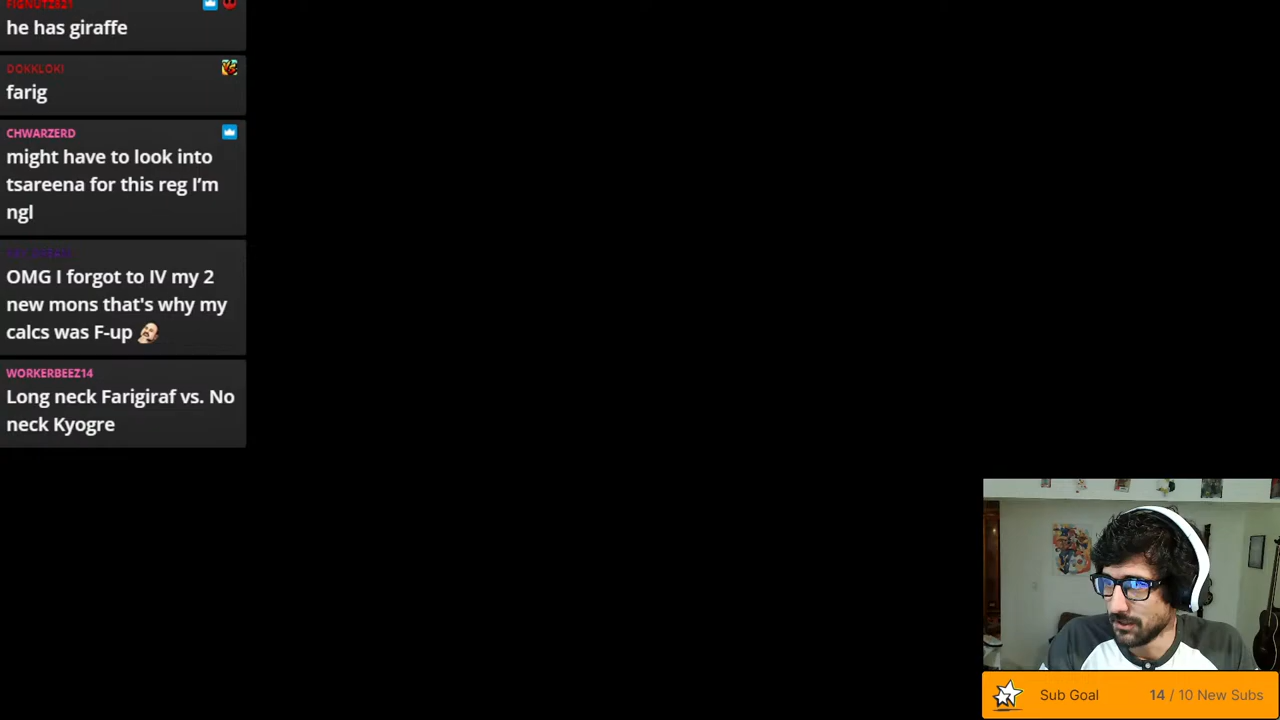 FIGNUTZ621
he has giraffe
DOKKLOKI
farig
CHWARZERD
might have to look into
tsareena for this reg I'm
ngl
OMG I forgot to IV my 2
new mons that's why my
calcs was F-up
WORKERBEEZ14
Long neck Farigiraf vs. No
neck Kyogre
Sub Goal
14 / 10 New Subs